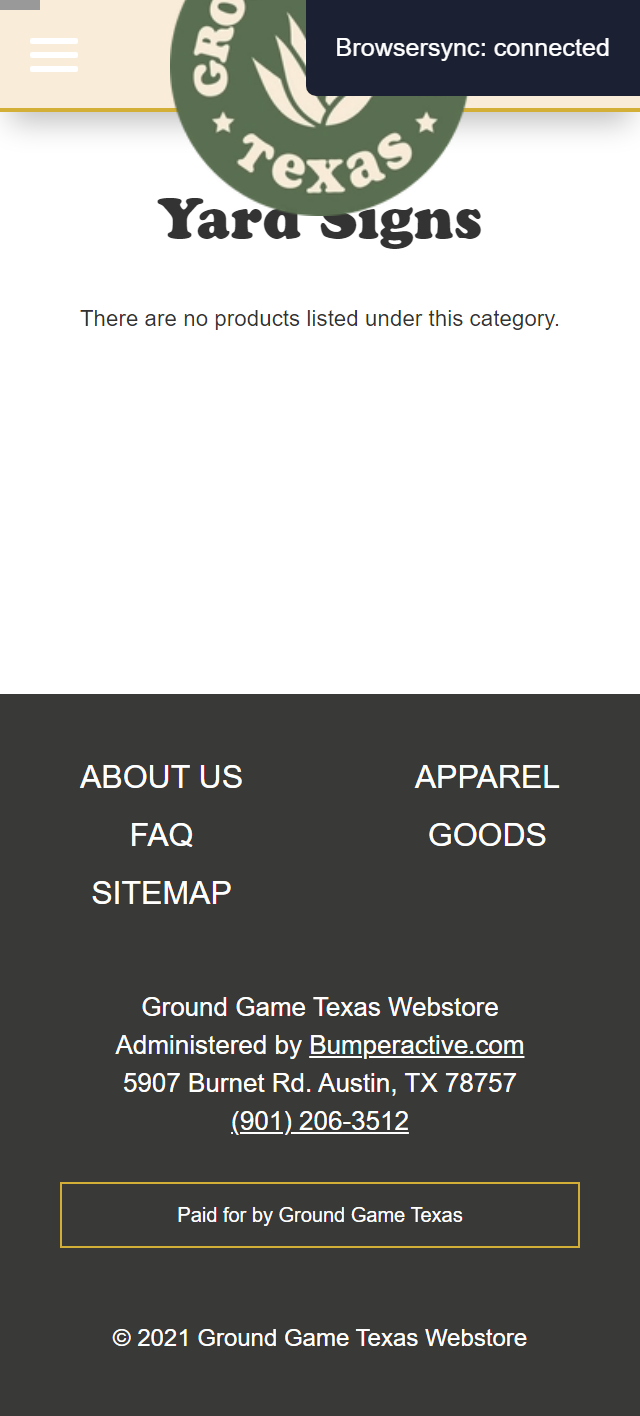 Browsersync: connected
GRO
Texas
Yard Signs
There are no products listed under this category.
ABOUT US
APPAREL
FAQ
GOODS
SITEMAP
Ground Game Texas Webstore
Administered by Bumperactive.com
5907 Burnet Rd. Austin, TX 78757
(901) 206-3512
Paid for by Ground Game Texas
© 2021 Ground Game Texas Webstore